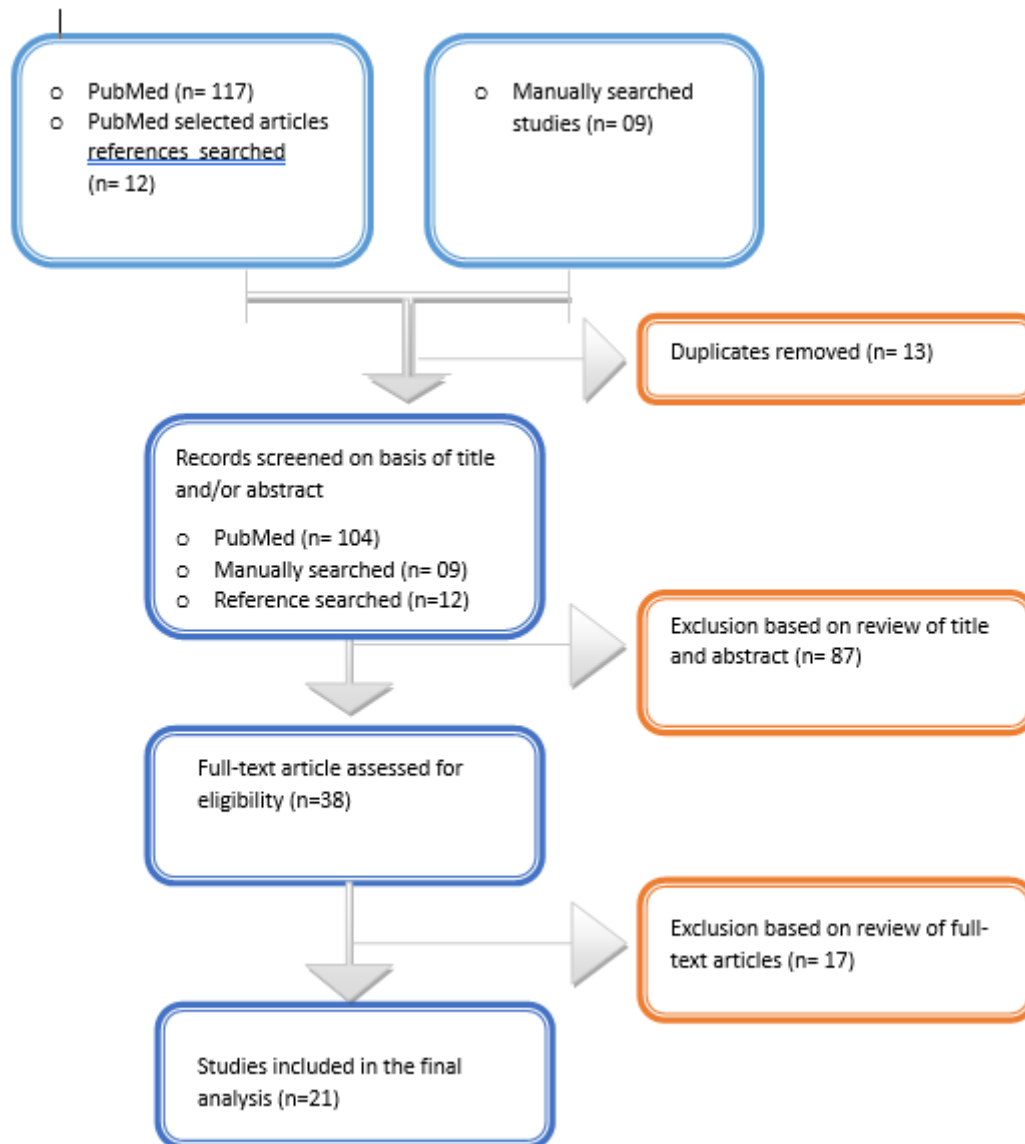 o PubMed (n= 117)
o PubMed selected articles
references searched
(n= 12)
o Manually searched
studies (n= 09)
Duplicates removed (n= 13)
Records screened on basis of title
and/or abstract
o PubMed (n= 104)
o Manually searched (n= 09)
o Reference searched (n=12)
Exclusion based on review of title
and abstract (n= 87)
Full-text article assessed for
eligibility (n=38)
Exclusion based on review of full-
text articles (n= 17)
Studies included in the final
analysis (n=21)